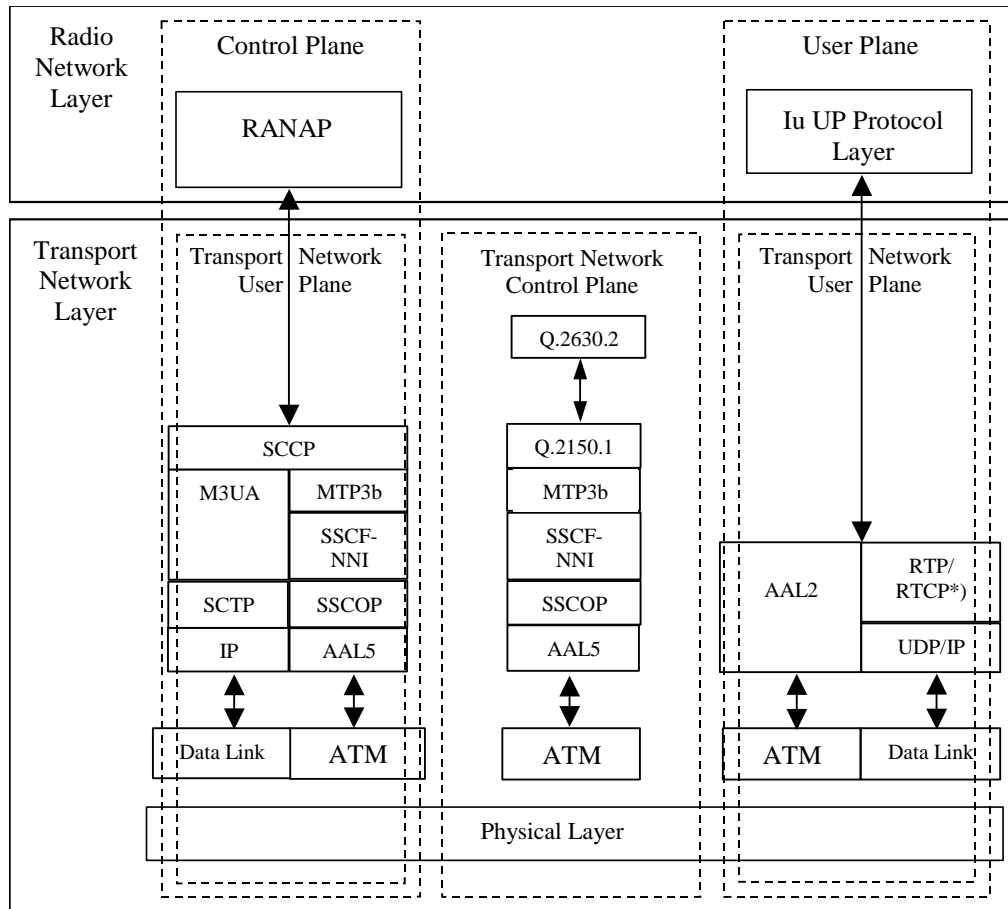 Radio
Network
Layer
Control Plane
RANAP
User Plane
Iu UP Protocol
Layer
Transport
Network
Layer
Transport Network
User Plane
SCCP
M3UA
MTP3b
SSCF-
NNI
SCTP
SSCOP
IP
AAL5
Data Link
ATM
Transport Network
Control Plane
Q.2630.2
Q.2150.1
MTP3b
SSCF-
NNI
SSCOP
AAL5
ATM
Transport Network
User Plane
AAL2
RTP/
RTCP*)
UDP/IP
ATM
Data Link
Physical Layer